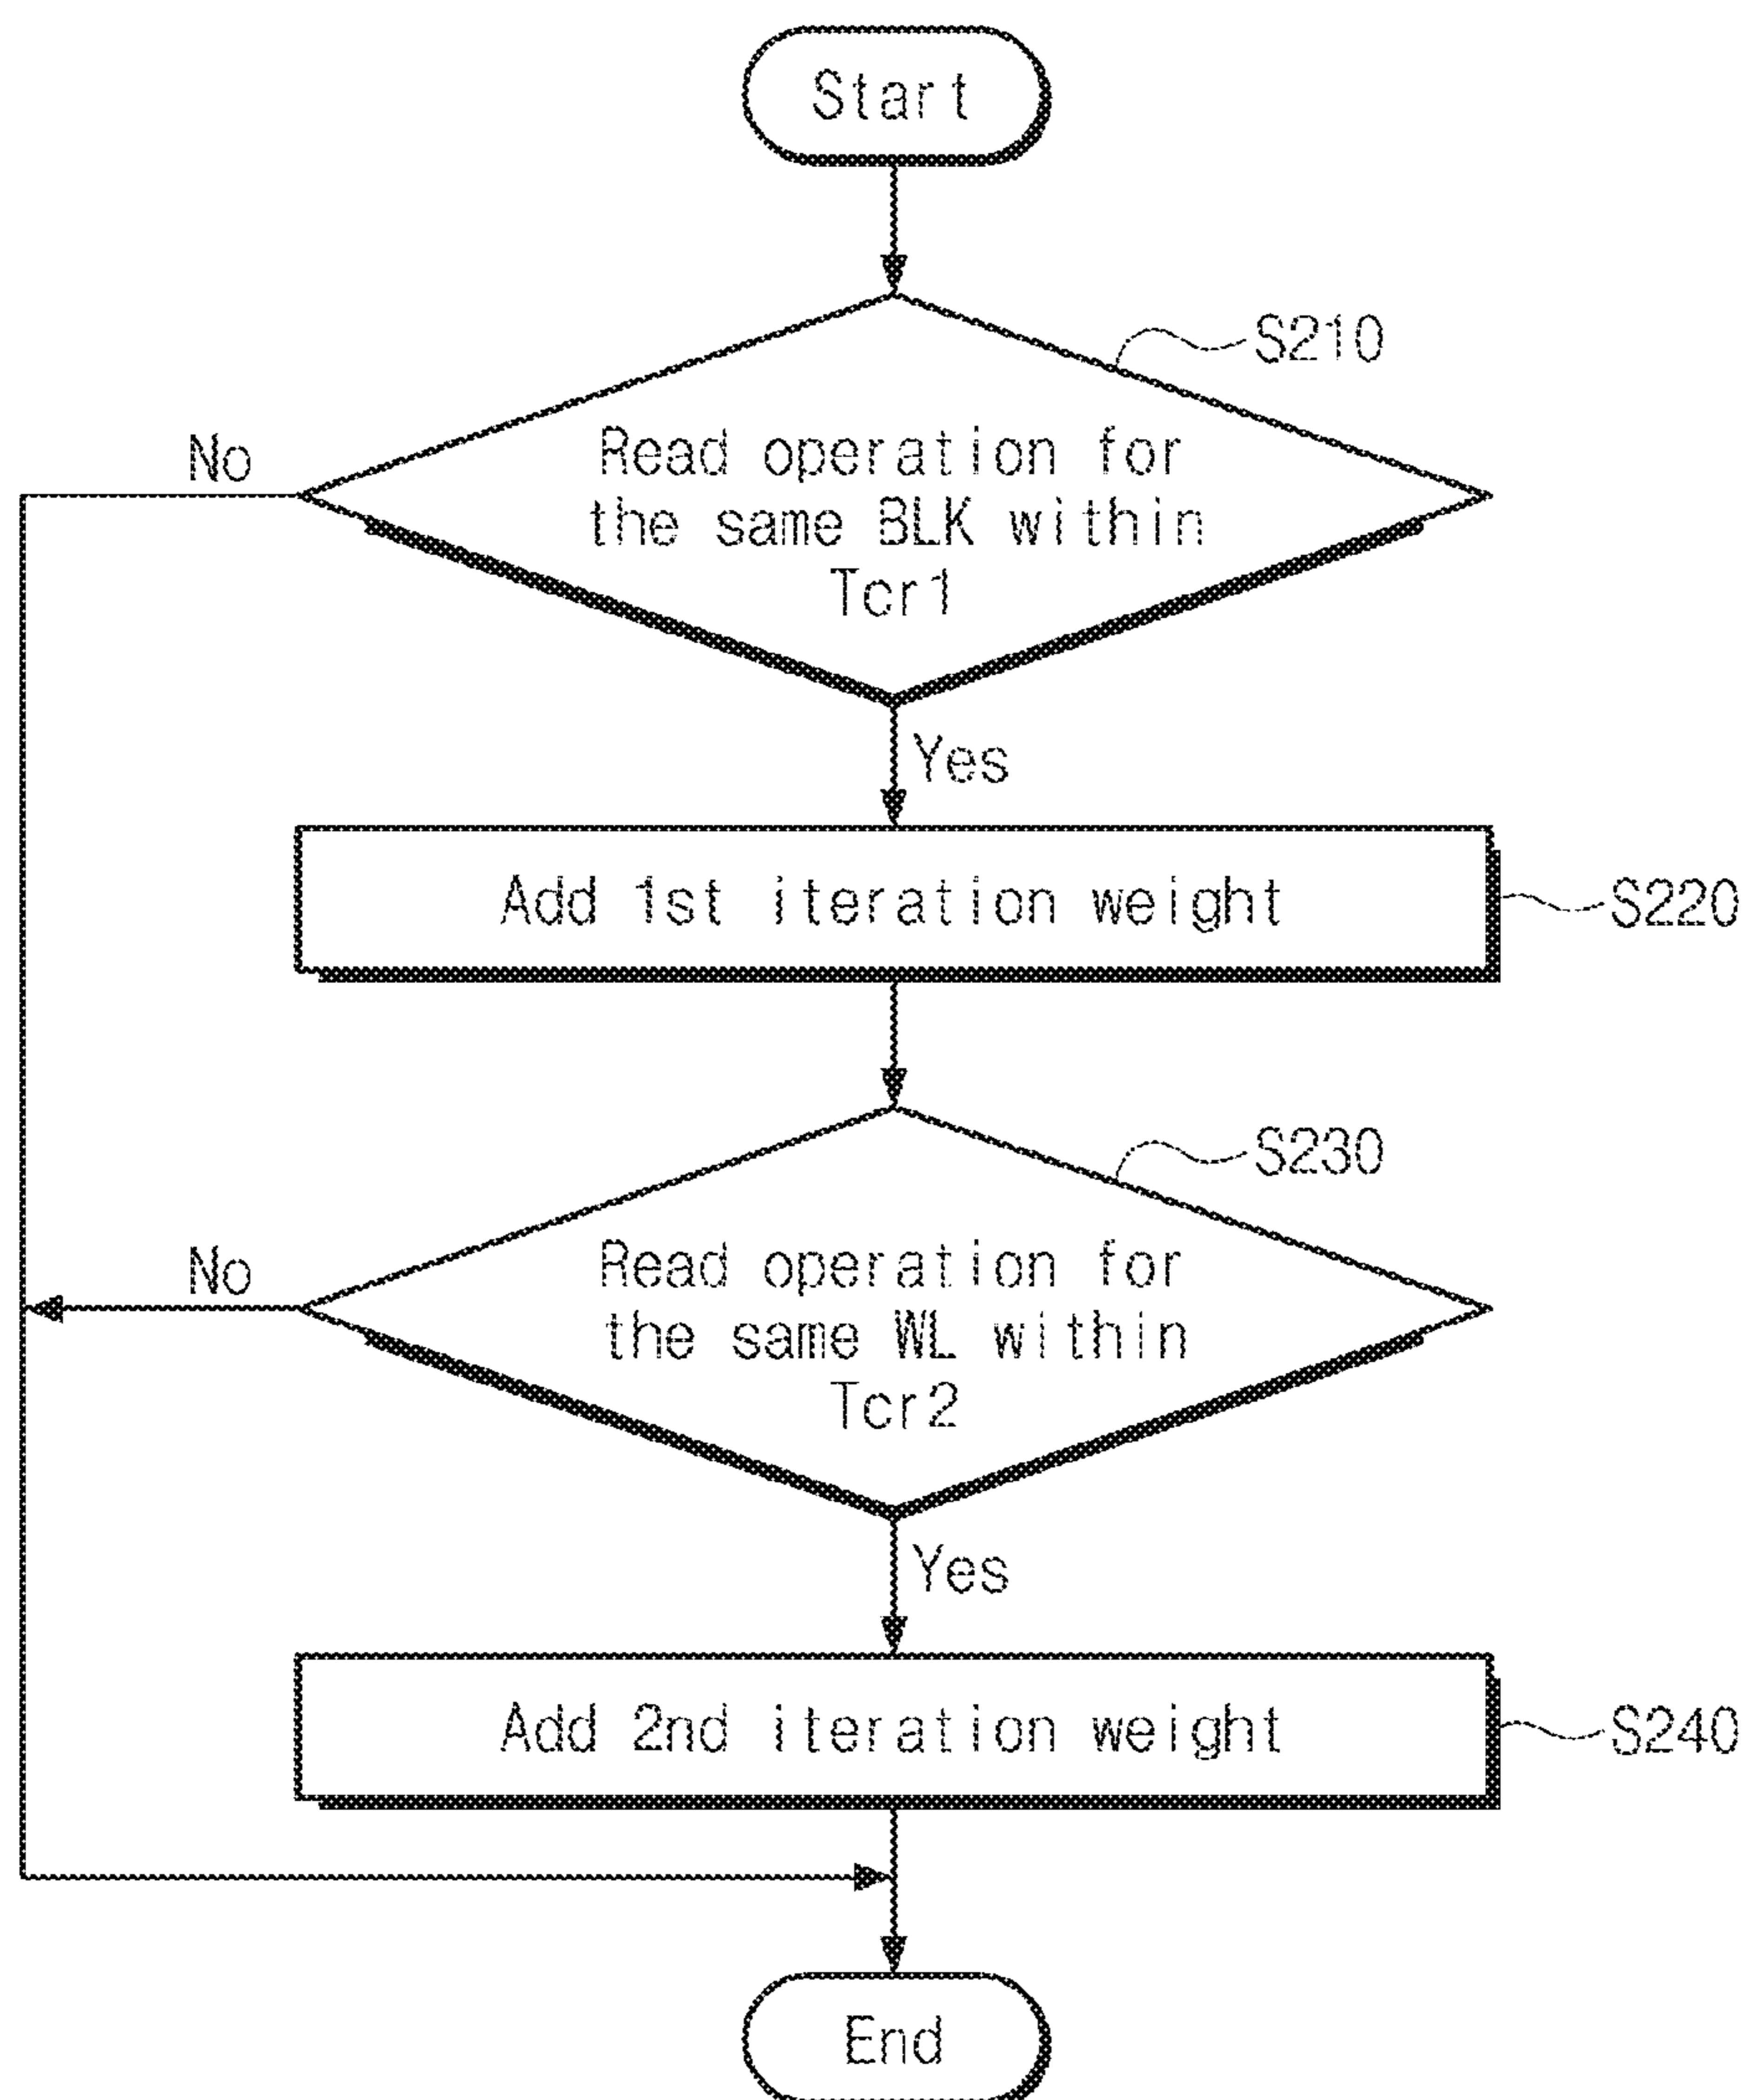 Start
S210
No
Read operation for
the same BLK within
Tcr1
Yes
Add 1st iteration weight
S220
S230
No
Read operation for
the same WL within
Tcr2
Yes
Add 2nd iteration weight
S240
End